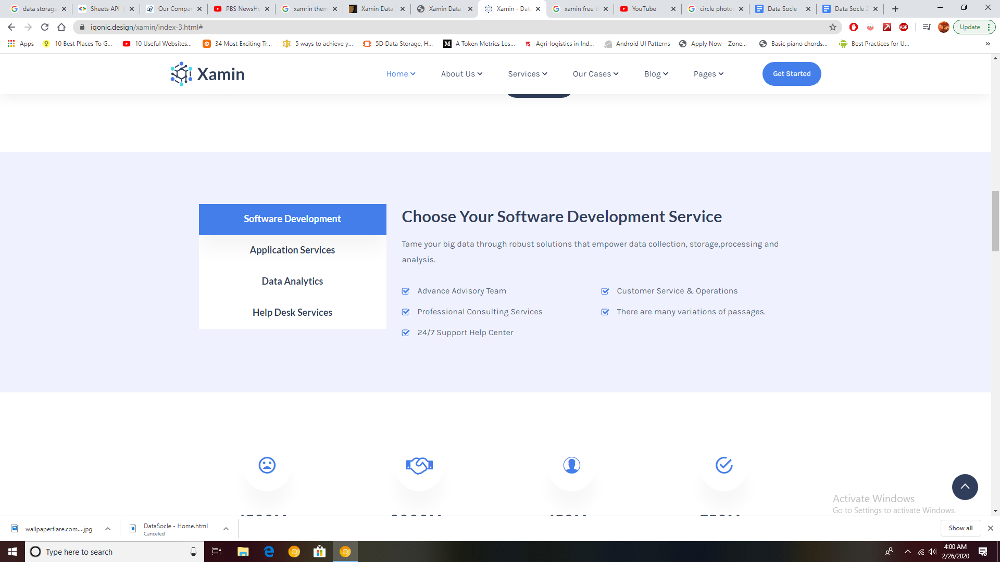 data storage
Sheets API
Our Compar
PBS NewsHo
xamrin them
Xamin Data
Xamin Data
Xamin - Data
xamin free t
YouTube
circle photos
Data Socle -
Data Socle 2
iqonic.design/xamin/index-3.html#
Update
Apps
10 Best Places To G...
10 Useful Websites...
34 Most Exciting Tr...
5 ways to achieve y...
5D Data Storage, H...
A Token Metrics Les...
Agri-logistics in Ind...
Android UI Patterns
Apply Now – Zone...
Basic piano chords...
Best Practices for U...
Xamin
Home
About Us
Services
Our Cases
Blog
Pages
Get Started
Software Development
Application Services
Data Analytics
Help Desk Services
Choose Your Software Development Service
Tame your big data through robust solutions that empower data collection, storage,processing and
analysis.
Advance Advisory Team
Customer Service & Operations
Professional Consulting Services
There are many variations of passages.
24/7 Support Help Center
Activate Windows
Go to Settings to activate Windows.
wallpaperflare.com....jpg
DataSocle - Home.html
Canceled
Show all
Type here to search
4:00 AM
2/26/2020